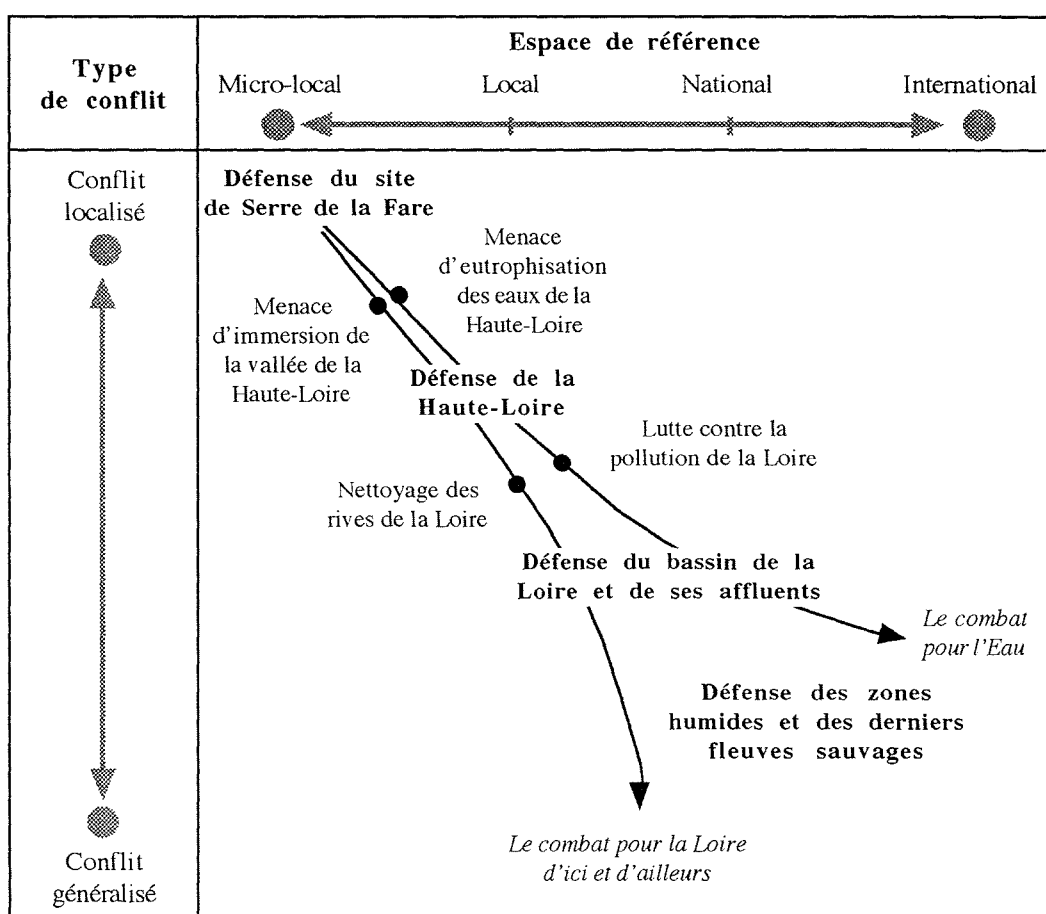 Type
de conflit
Espace de référence
Micro-local
Local
National
International
Conflit
localisé
Conflit
généralisé
Défense du site
de Serre de la Fare
Menace
d'eutrophisation
des eaux de la
Haute-Loire
Menace
d'immersion de
la vallée de la
Haute-Loire
Défense de la
Haute-Loire
Lutte contre la
pollution de la Loire
Nettoyage des
rives de la Loire
Défense du bassin de la
Loire et de ses affluents
Le combat
pour l'Eau
Défense des zones
humides et des derniers
fleuves sauvages
Le combat pour la Loire
d'ici et d'ailleurs